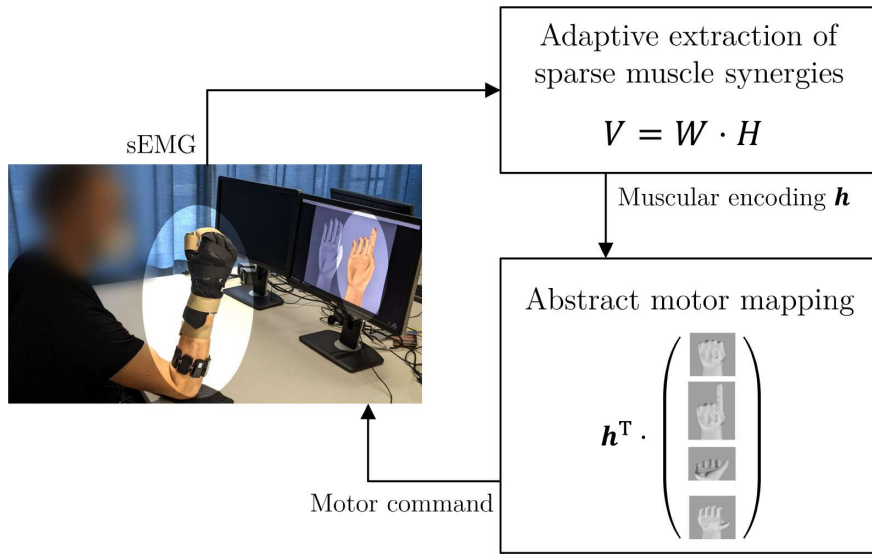 Adaptive extraction of
sparse muscle synergies
V = W · H
sEMG
Muscular encoding h
Abstract motor mapping
hᵀ ·
Motor command